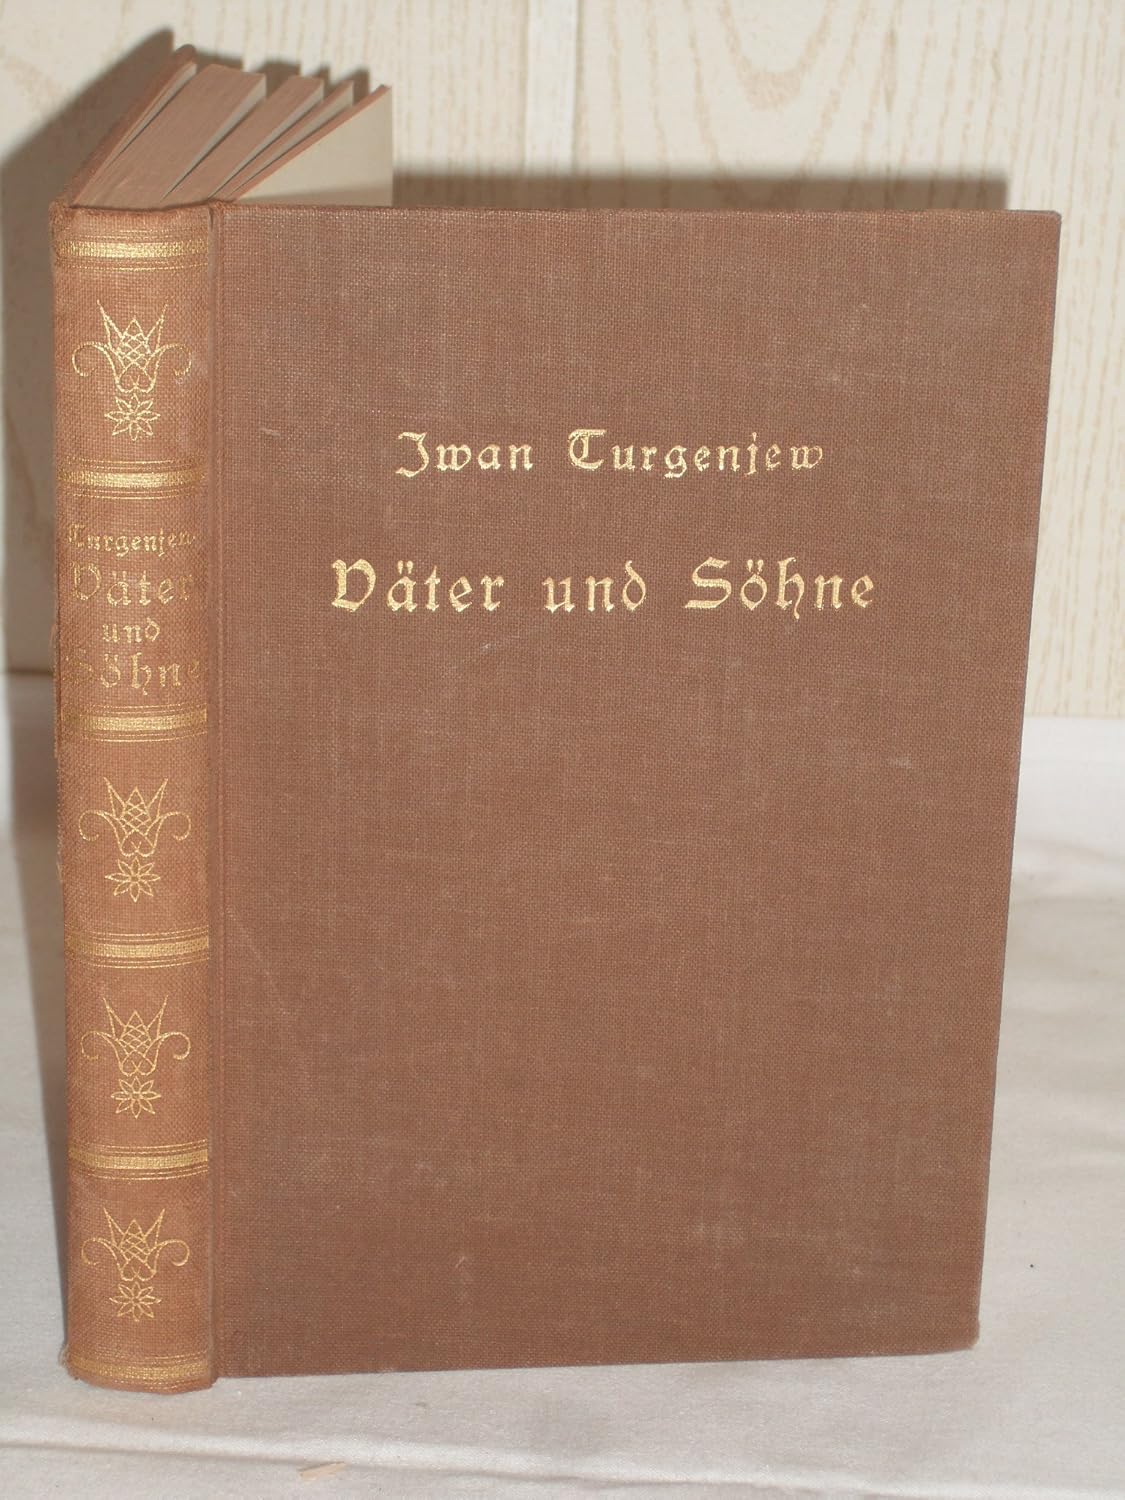 Iwan Turgenjew
Väter und Söhne
Turgenjew
Väter
und
Söhne